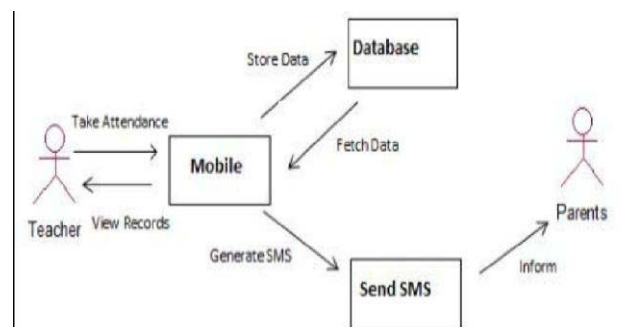 Database
Store Data
Take Attendance
Fetch Data
Mobile
Parents
View Records
Teacher
Generate SMS
Inform
Send SMS